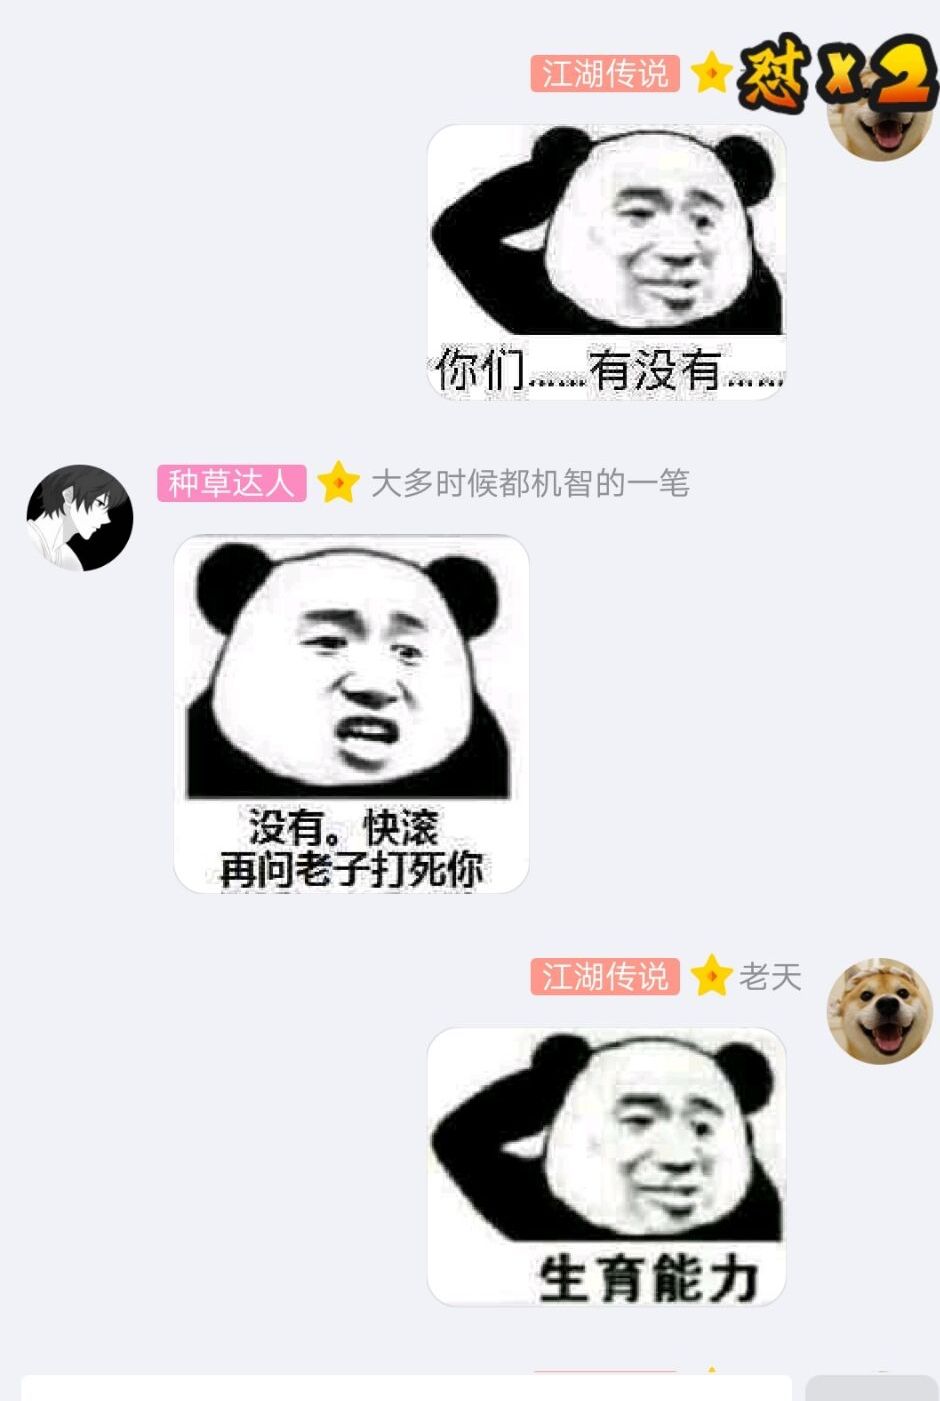 江湖传说
怼x2
你们......有没有......
种草达人 大多时候都机智的一笔
没有。快滚
再问老子打死你
江湖传说 老天
生育能力